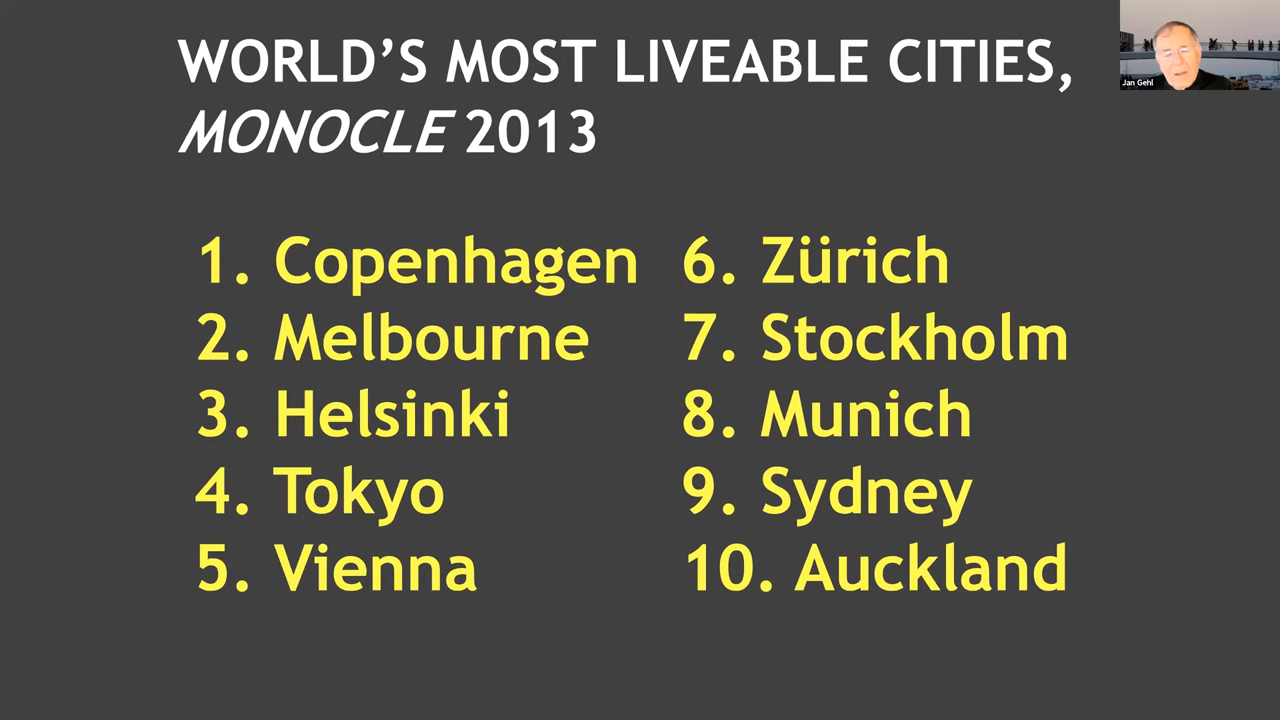 WORLD’S MOST LIVEABLE CITIES,
MONOCLE 2013
1. Copenhagen
2. Melbourne
3. Helsinki
4. Tokyo
5. Vienna
6. Zürich
7. Stockholm
8. Munich
9. Sydney
10. Auckland
Jan Gehl